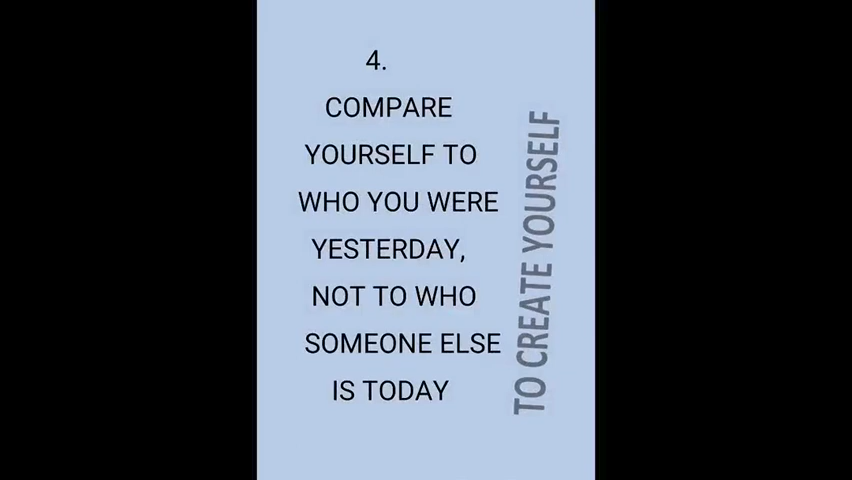 4.
COMPARE
YOURSELF TO
WHO YOU WERE
YESTERDAY,
NOT TO WHO
SOMEONE ELSE
IS TODAY
TO CREATE YOURSELF